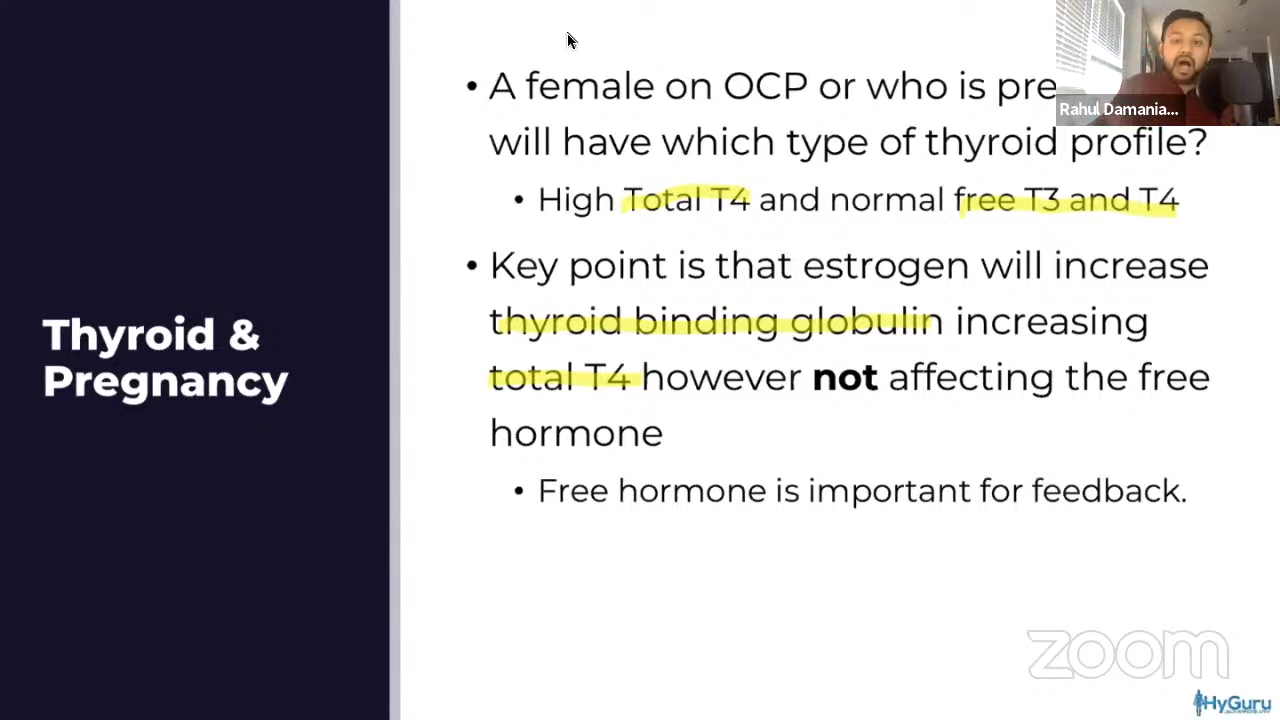 Thyroid &
Pregnancy
• A female on OCP or who is pre
will have which type of thyroid profile?
• High Total T4 and normal free T3 and T4
• Key point is that estrogen will increase
thyroid binding globulin increasing
total T4 however not affecting the free
hormone
• Free hormone is important for feedback.
Rahul Damania...
zoom
HyGuru